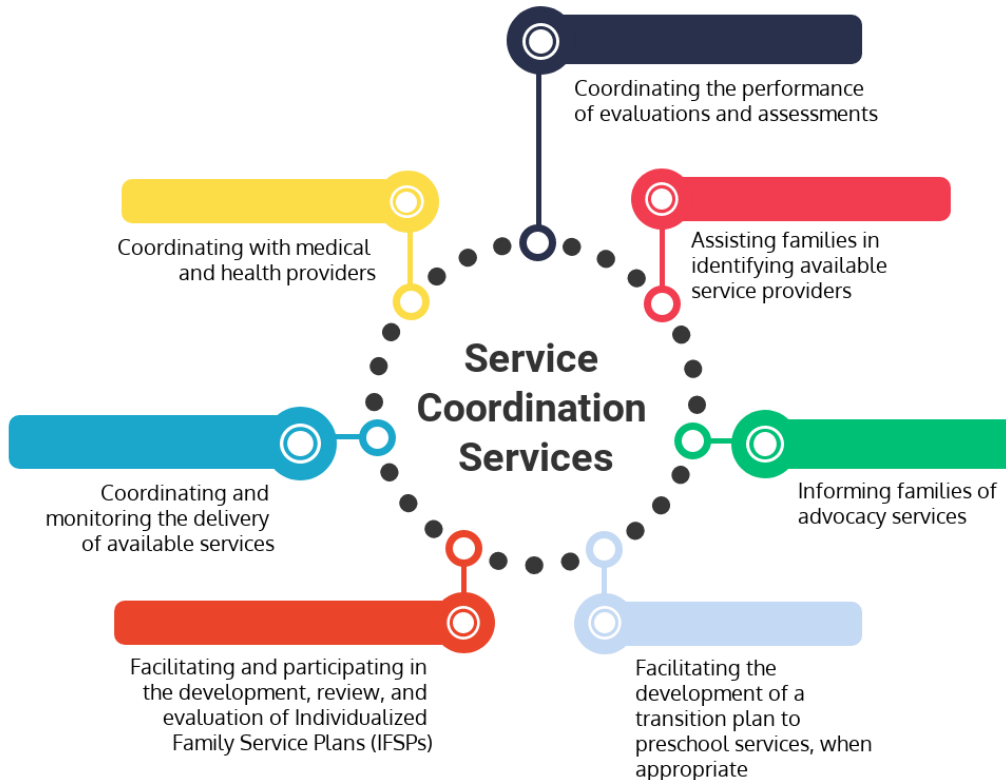 Coordinating the performance
of evaluations and assessments
Assisting families in
identifying available
service providers
Coordinating with medical
and health providers
Service
Coordination
Services
Informing families of
advocacy services
Coordinating and
monitoring the delivery
of available services
Facilitating and participating in
the development, review, and
evaluation of Individualized
Family Service Plans (IFSPs)
Facilitating the
development of a
transition plan to
preschool services, when
appropriate